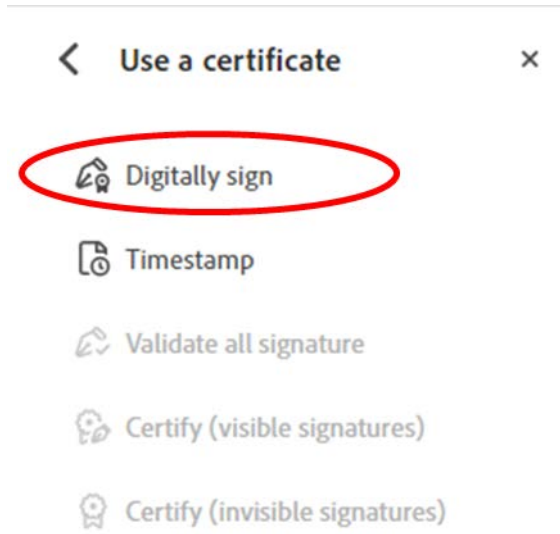 Use a certificate
Digitally sign
Timestamp
Validate all signature
Certify (visible signatures)
Certify (invisible signatures)